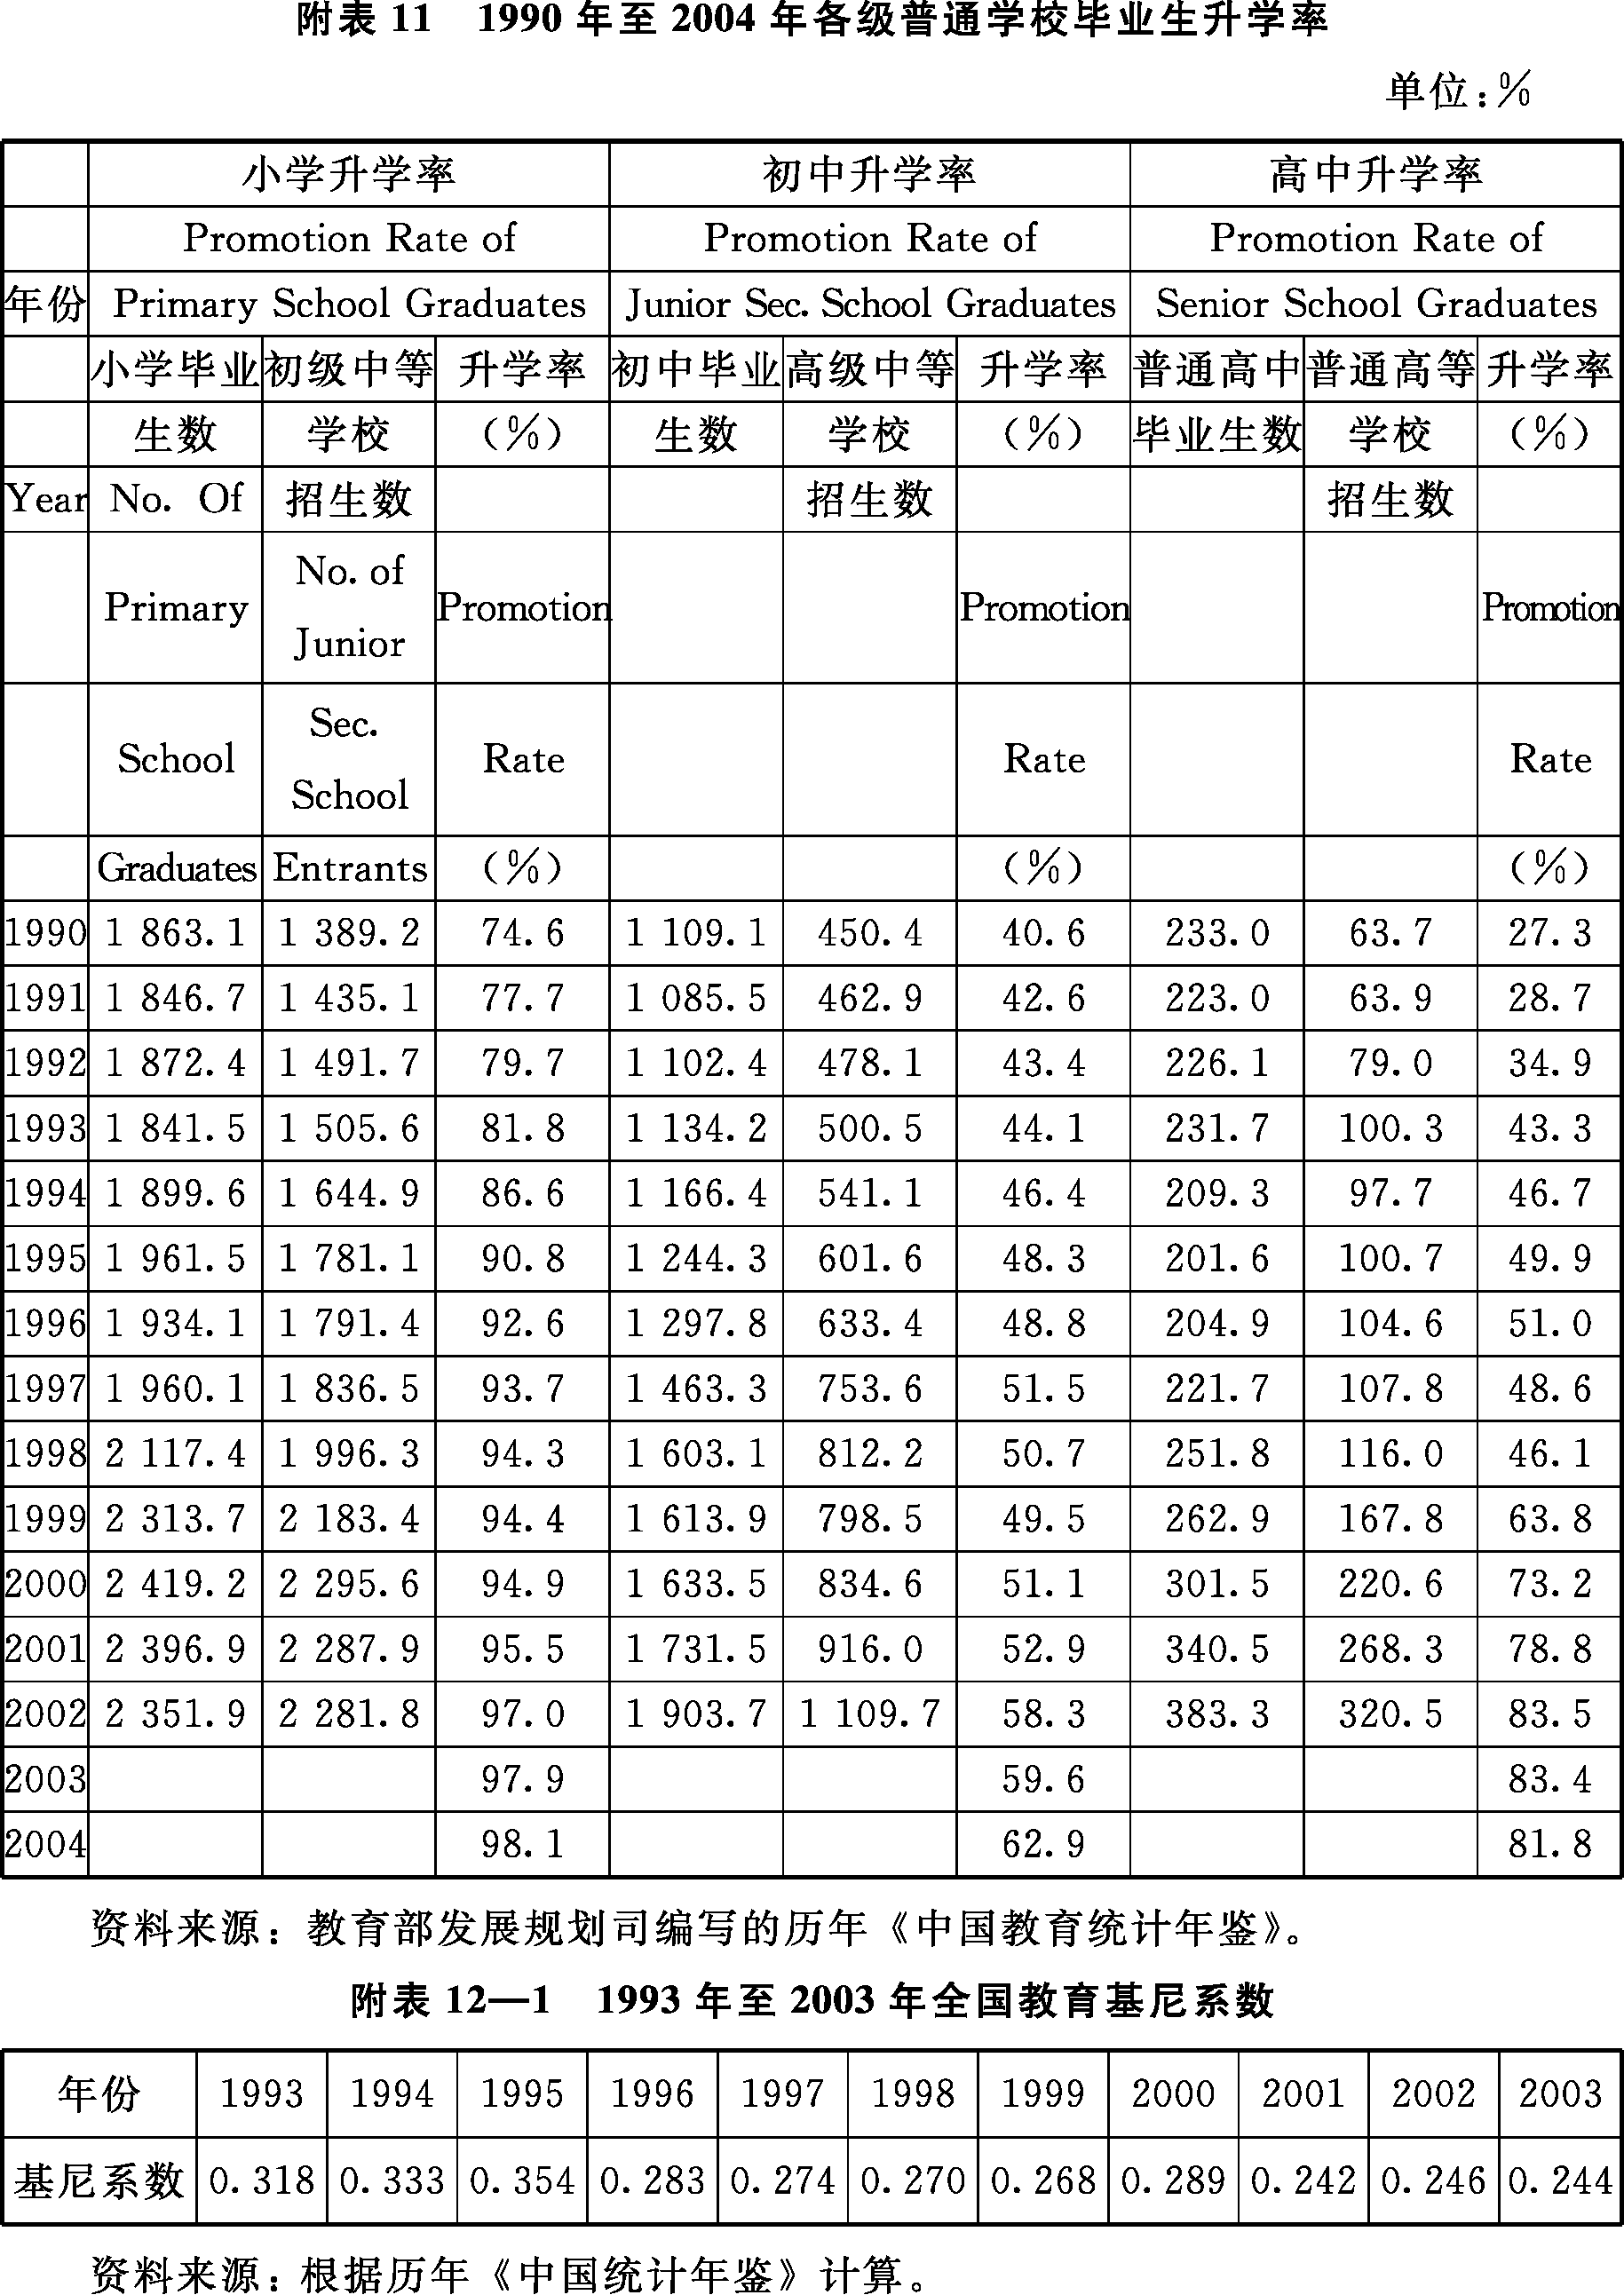 附表 11　1990 年至 2004 年各级普通学校毕业生升学率
单位:%
小学升学率 初中升学率 高中升学率
Promotion Rate of Promotion Rate of Promotion Rate of
年份 Primary School Graduates Junior Sec. School Graduates Senior School Graduates
小学毕业 初级中等 升学率 初中毕业 高级中等 升学率 普通高中 普通高等 升学率
生数 学校 (%) 生数 学校 (%) 毕业生数 学校 (%)
Year No. Of 招生数 招生数 招生数
No. of
Primary Promotion Promotion Promotion
Junior
Sec.
School Rate Rate Rate
School
Graduates Entrants (%) (%) (%)
1990 1 863.1 1 389.2 74.6 1 109.1 450.4 40.6 233.0 63.7 27.3
1991 1 846.7 1 435.1 77.7 1 085.5 462.9 42.6 223.0 63.9 28.7
1992 1 872.4 1 491.7 79.7 1 102.4 478.1 43.4 226.1 79.0 34.9
1993 1 841.5 1 505.6 81.8 1 134.2 500.5 44.1 231.7 100.3 43.3
1994 1 899.6 1 644.9 86.6 1 166.4 541.1 46.4 209.3 97.7 46.7
1995 1 961.5 1 781.1 90.8 1 244.3 601.6 48.3 201.6 100.7 49.9
1996 1 934.1 1 791.4 92.6 1 297.8 633.4 48.8 204.9 104.6 51.0
1997 1 960.1 1 836.5 93.7 1 463.3 753.6 51.5 221.7 107.8 48.6
1998 2 117.4 1 996.3 94.3 1 603.1 812.2 50.7 251.8 116.0 46.1
1999 2 313.7 2 183.4 94.4 1 613.9 798.5 49.5 262.9 167.8 63.8
2000 2 419.2 2 295.6 94.9 1 633.5 834.6 51.1 301.5 220.6 73.2
2001 2 396.9 2 287.9 95.5 1 731.5 916.0 52.9 340.5 268.3 78.8
2002 2 351.9 2 281.8 97.0 1 903.7 1 109.7 58.3 383.3 320.5 83.5
2003 97.9 59.6 83.4
2004 98.1 62.9 81.8
资料来源：教育部发展规划司编写的历年《中国教育统计年鉴》。
附表 12—1　1993 年至 2003 年全国教育基尼系数
年份 1993 1994 1995 1996 1997 1998 1999 2000 2001 2002 2003
基尼系数 0.318 0.333 0.354 0.283 0.274 0.270 0.268 0.289 0.242 0.246 0.244
资料来源：根据历年《中国统计年鉴》计算。